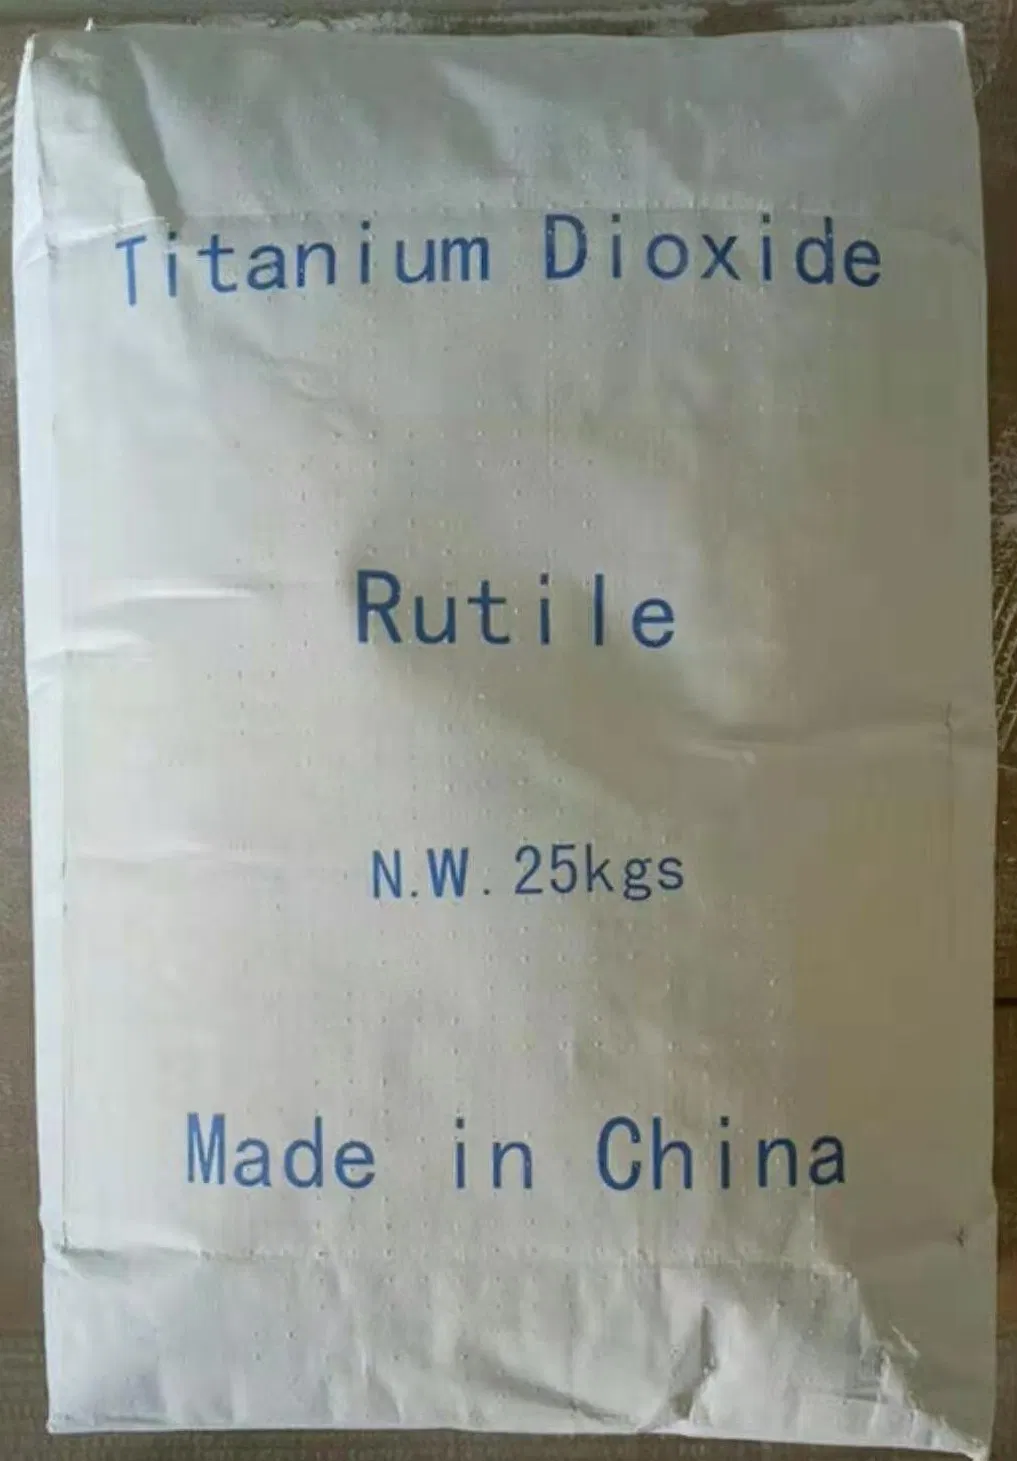 Titanium Dioxide
Rutile
N.W. 25kgs
Made in China